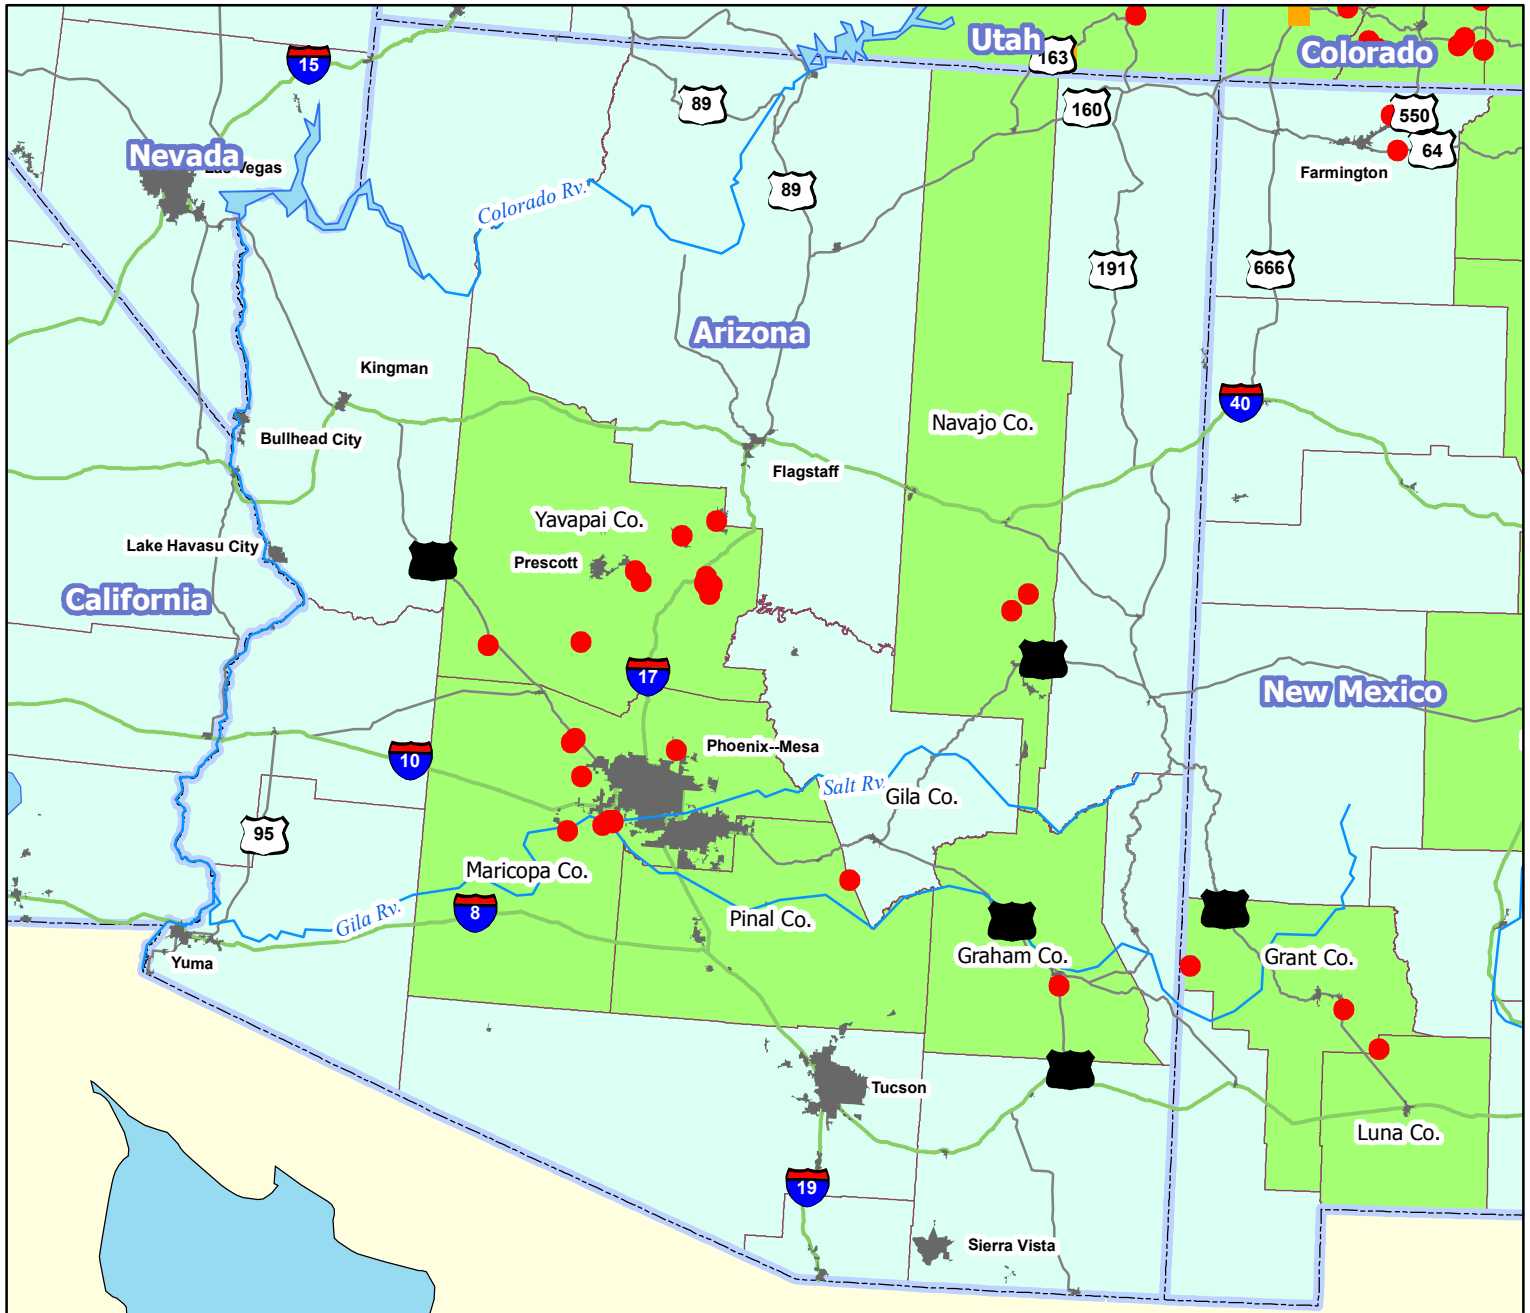 Utah
163
Colorado
15
89
160
550
64
Nevada
Las Vegas
Farmington
89
Colorado Rv.
191
666
Arizona
Kingman
40
Navajo Co.
Bullhead City
Flagstaff
Yavapai Co.
Lake Havasu City
Prescott
California
17
New Mexico
10
Phoenix--Mesa
Salt Rv.
Gila Co.
95
Maricopa Co.
8
Gila Rv.
Pinal Co.
Graham Co.
Grant Co.
Yuma
Tucson
Luna Co.
19
Sierra Vista